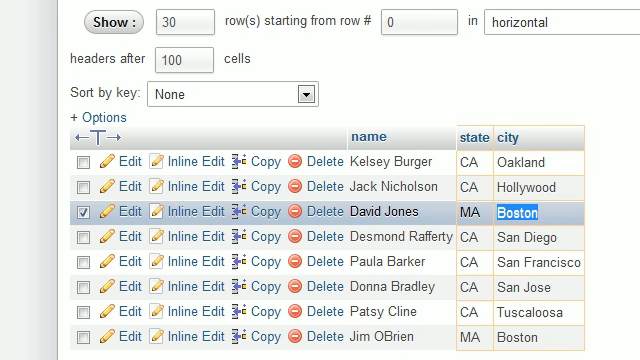 Show : 30 row(s) starting from row # 0 in horizontal
headers after 100 cells
Sort by key: None
+ Options
←T→ name state city
Edit Inline Edit Copy Delete Kelsey Burger CA Oakland
Edit Inline Edit Copy Delete Jack Nicholson CA Hollywood
Edit Inline Edit Copy Delete David Jones MA Boston
Edit Inline Edit Copy Delete Desmond Rafferty CA San Diego
Edit Inline Edit Copy Delete Paula Barker CA San Francisco
Edit Inline Edit Copy Delete Donna Bradley CA San Jose
Edit Inline Edit Copy Delete Patsy Cline CA Tuscaloosa
Edit Inline Edit Copy Delete Jim OBrien MA Boston